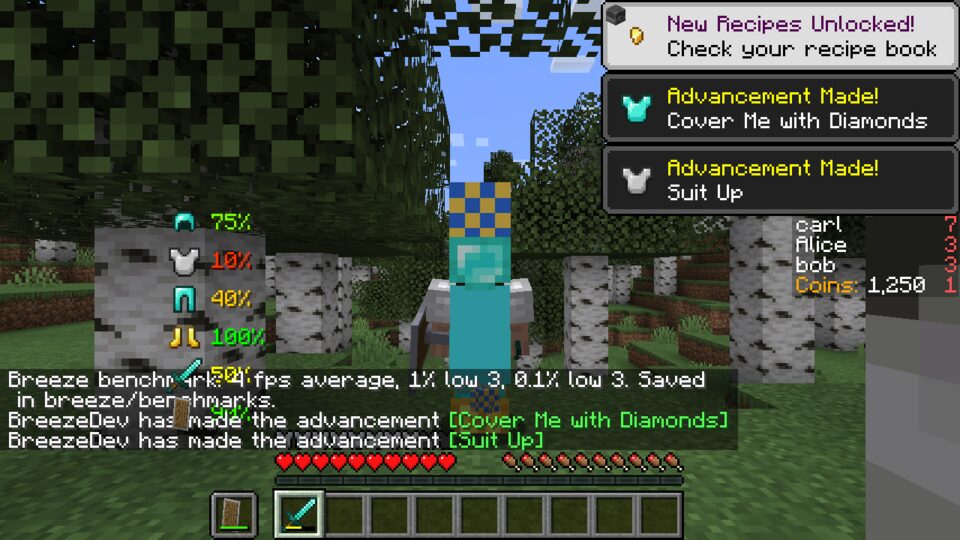 New Recipes Unlocked!
Check your recipe book
Advancement Made!
Cover Me with Diamonds
Advancement Made!
Suit Up
carl 7
Alice 3
bob 3
Coins: 1,250 1
75%
10%
40%
100%
50%
Breeze benchmark: 4 fps average, 1% low 3, 0.1% low 3. Saved
in breeze/benchmarks.
BreezeDev has made the advancement [Cover Me with Diamonds]
BreezeDev has made the advancement [Suit Up]